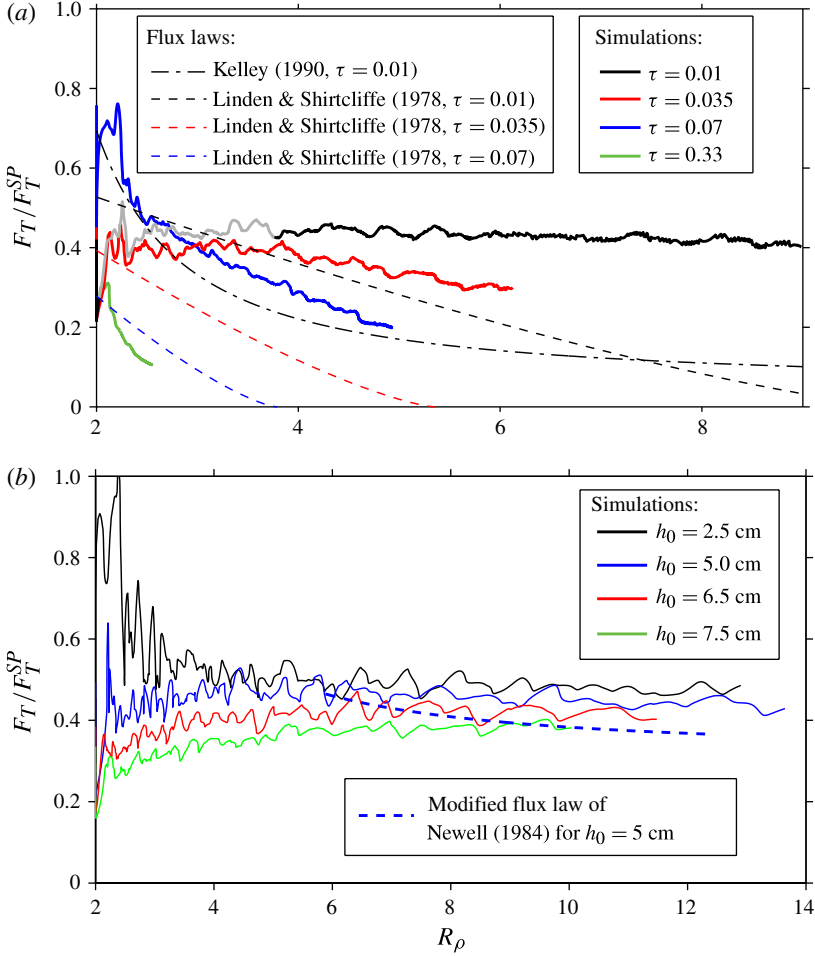 (a)
1.0
0.8
0.6
0.4
0.2
0
F_T/F_T^{SP}
Flux laws:
Kelley (1990, τ = 0.01)
Linden & Shirtcliffe (1978, τ = 0.01)
Linden & Shirtcliffe (1978, τ = 0.035)
Linden & Shirtcliffe (1978, τ = 0.07)
Simulations:
τ = 0.01
τ = 0.035
τ = 0.07
τ = 0.33
2 4 6 8
(b)
1.0
0.8
0.6
0.4
0.2
0
F_T/F_T^{SP}
Simulations:
h_0 = 2.5 cm
h_0 = 5.0 cm
h_0 = 6.5 cm
h_0 = 7.5 cm
Modified flux law of
Newell (1984) for h_0 = 5 cm
2 4 6 8 10 12 14
R_ρ